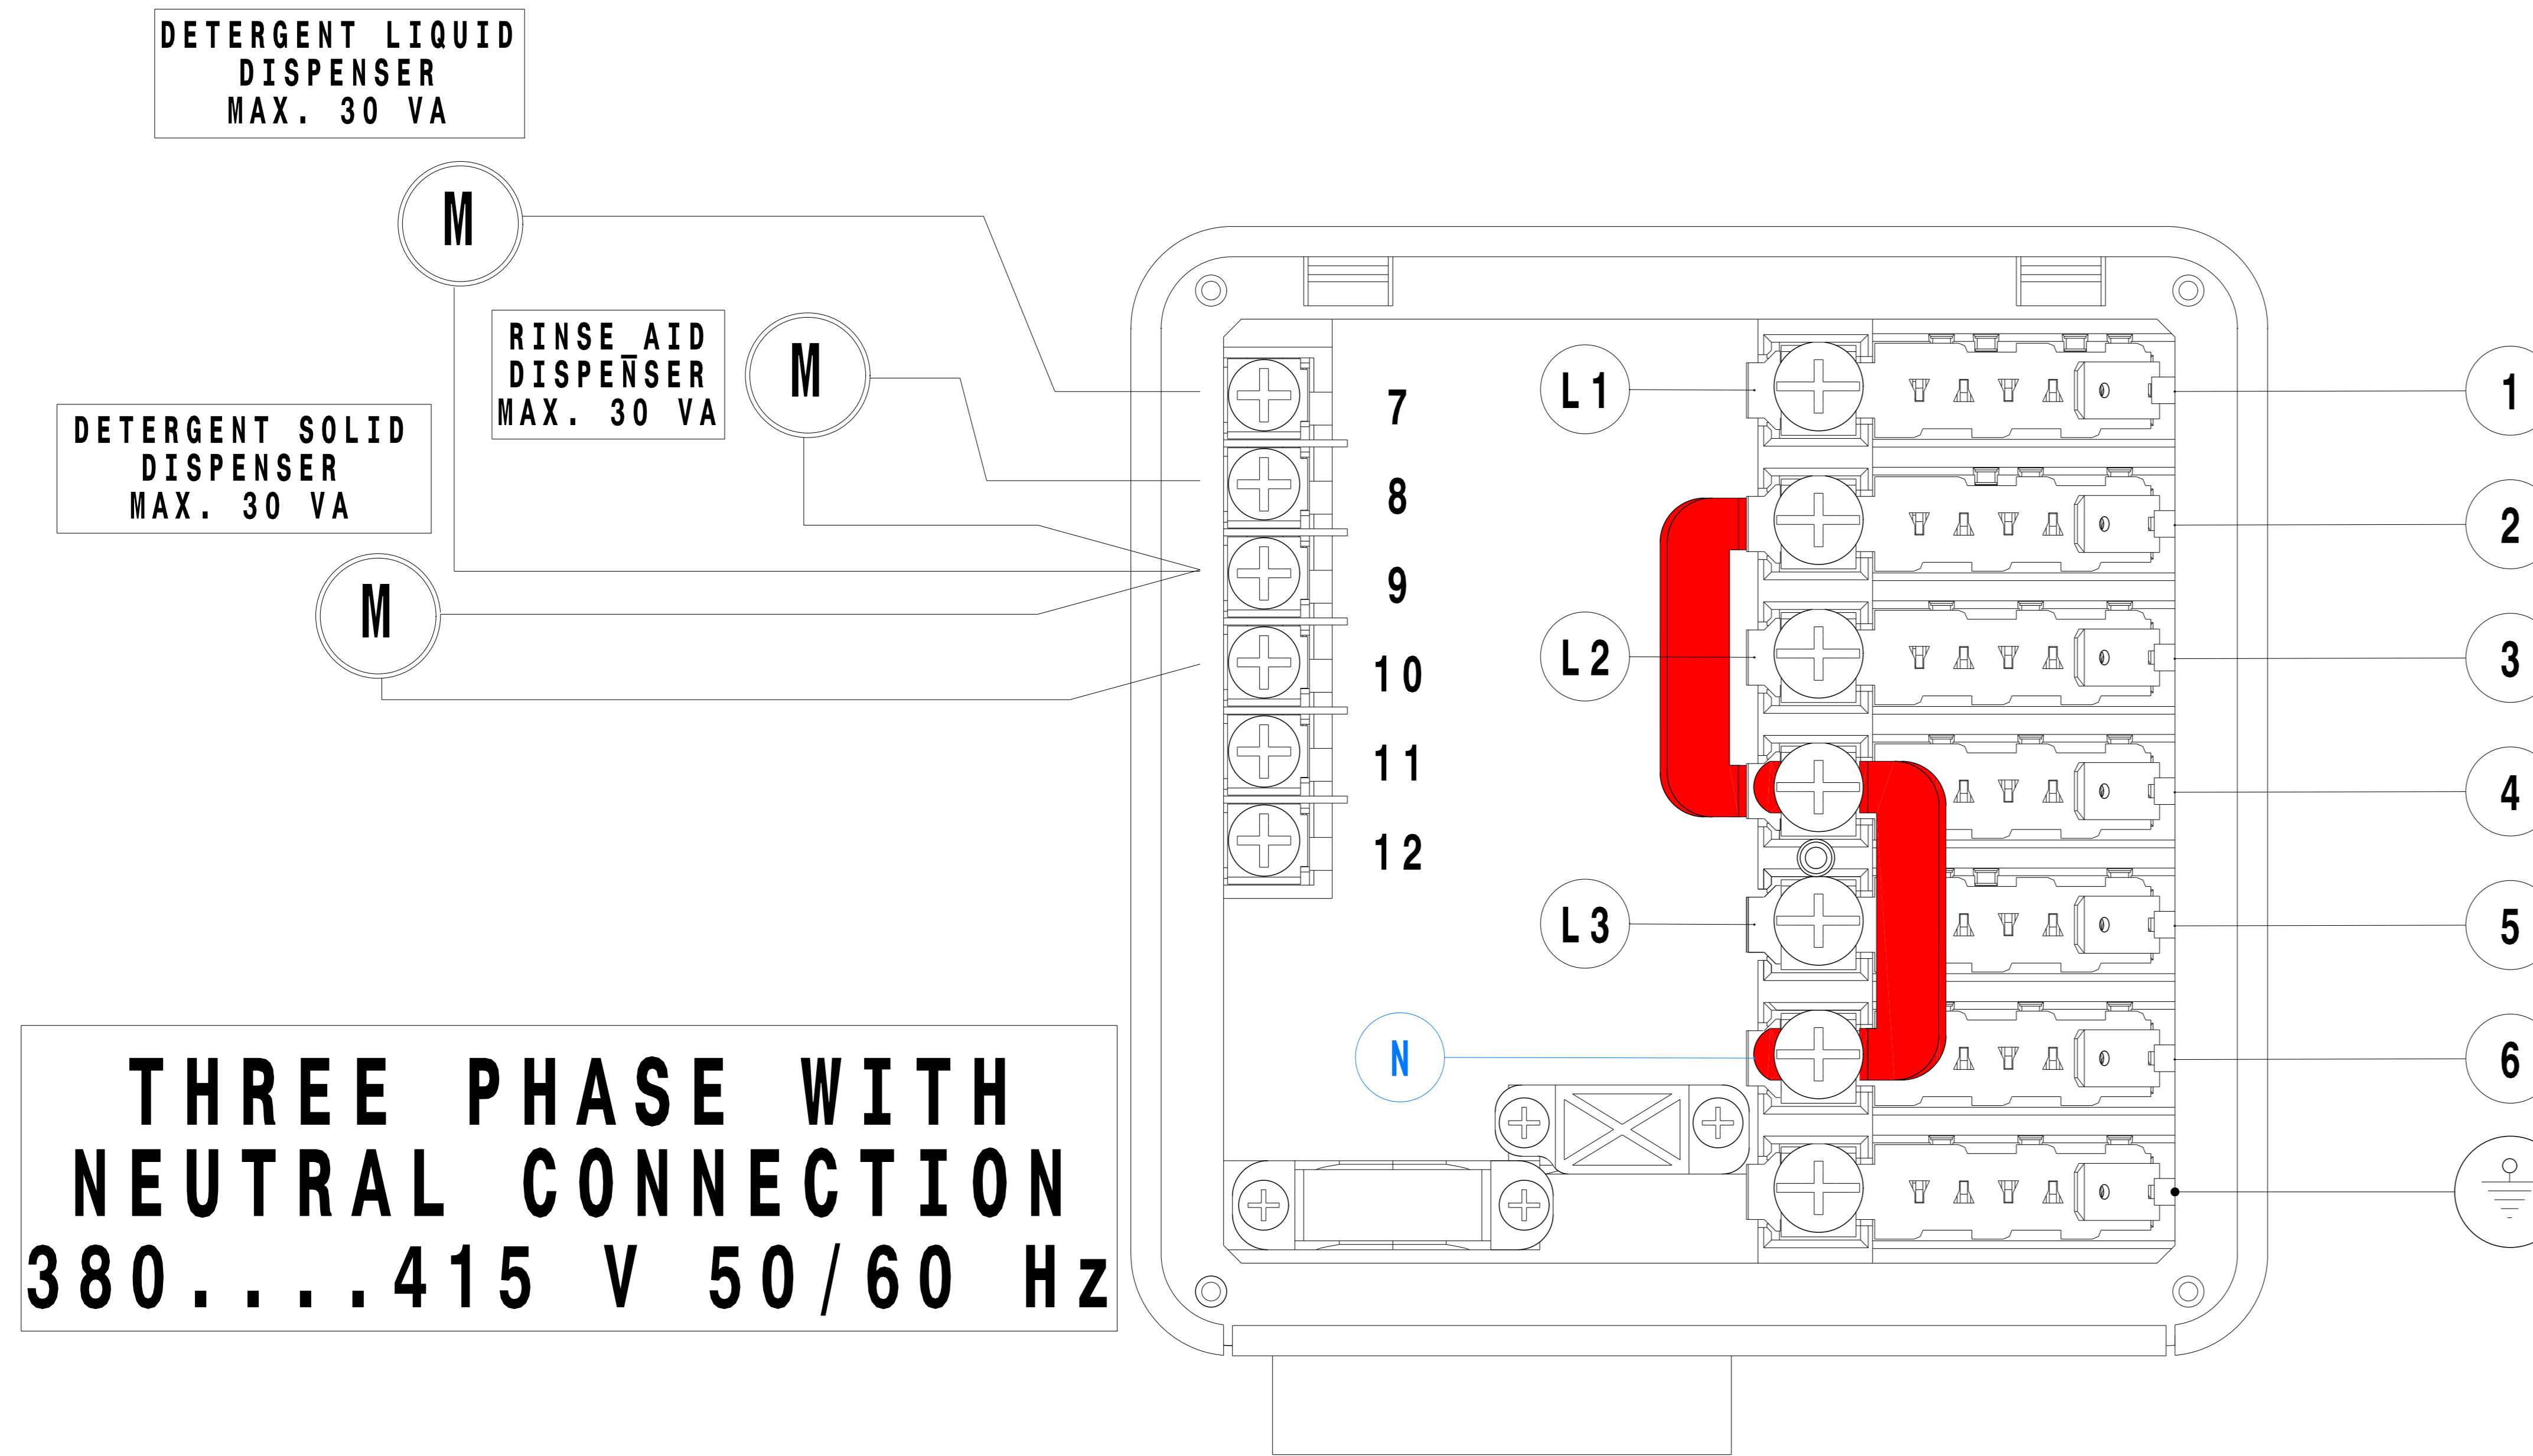 DETERGENT LIQUID
DISPENSER
MAX. 30 VA
M
RINSE_AID
DISPENSER
MAX. 30 VA
M
DETERGENT SOLID
DISPENSER
MAX. 30 VA
M
7
8
9
10
11
12
L1
L2
L3
N
1
2
3
4
5
6
THREE PHASE WITH
NEUTRAL CONNECTION
380....415 V 50/60 Hz